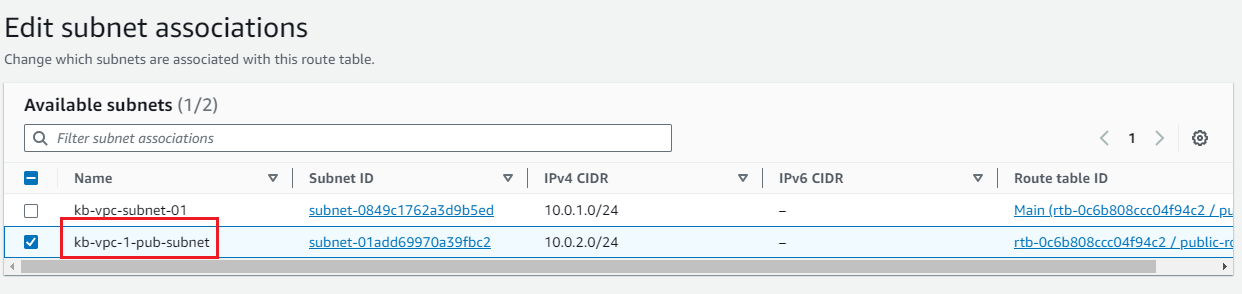 Edit subnet associations
Change which subnets are associated with this route table.
Available subnets (1/2)
Filter subnet associations
1
Name Subnet ID IPv4 CIDR IPv6 CIDR Route table ID
kb-vpc-subnet-01 subnet-0849c1762a3d9b5ed 10.0.1.0/24 – Main (rtb-0c6b808ccc04f94c2 / pu
kb-vpc-1-pub-subnet subnet-01add69970a39fbc2 10.0.2.0/24 – rtb-0c6b808ccc04f94c2 / public-ro